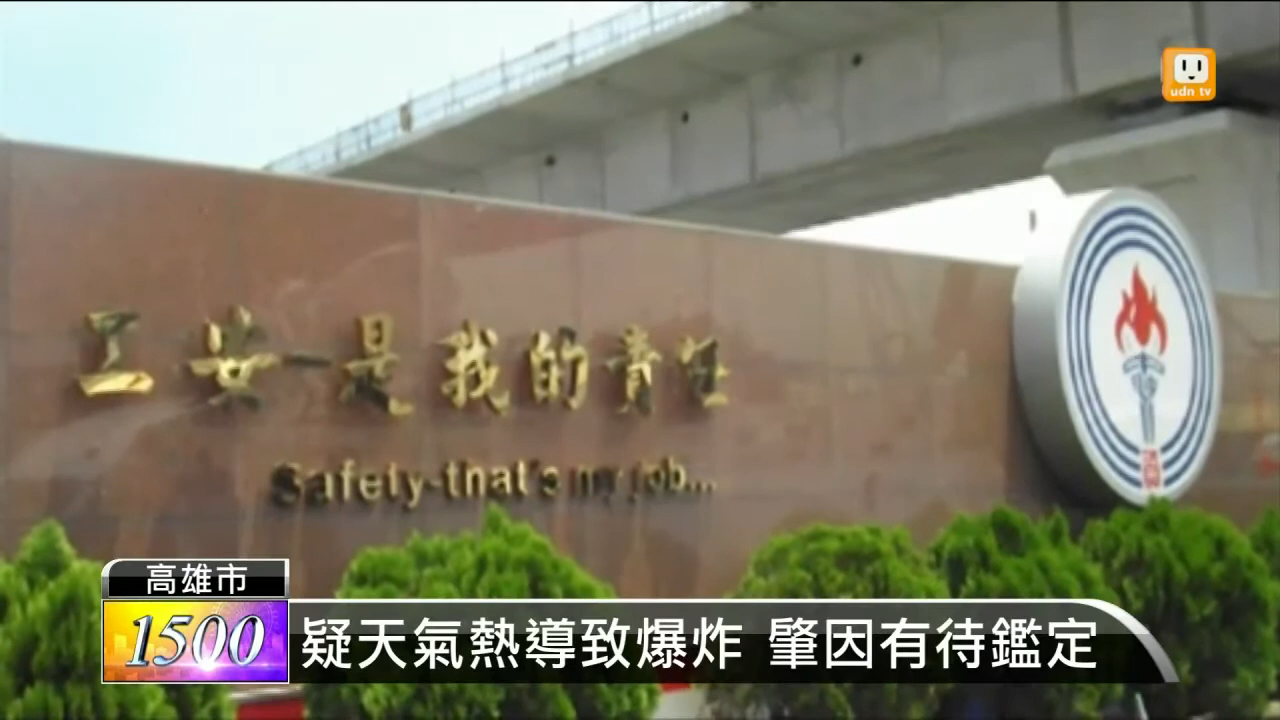 udn tv
工安是我的責任
Safety-that's my job...
高雄市
1500
疑天氣熱導致爆炸 肇因有待鑑定